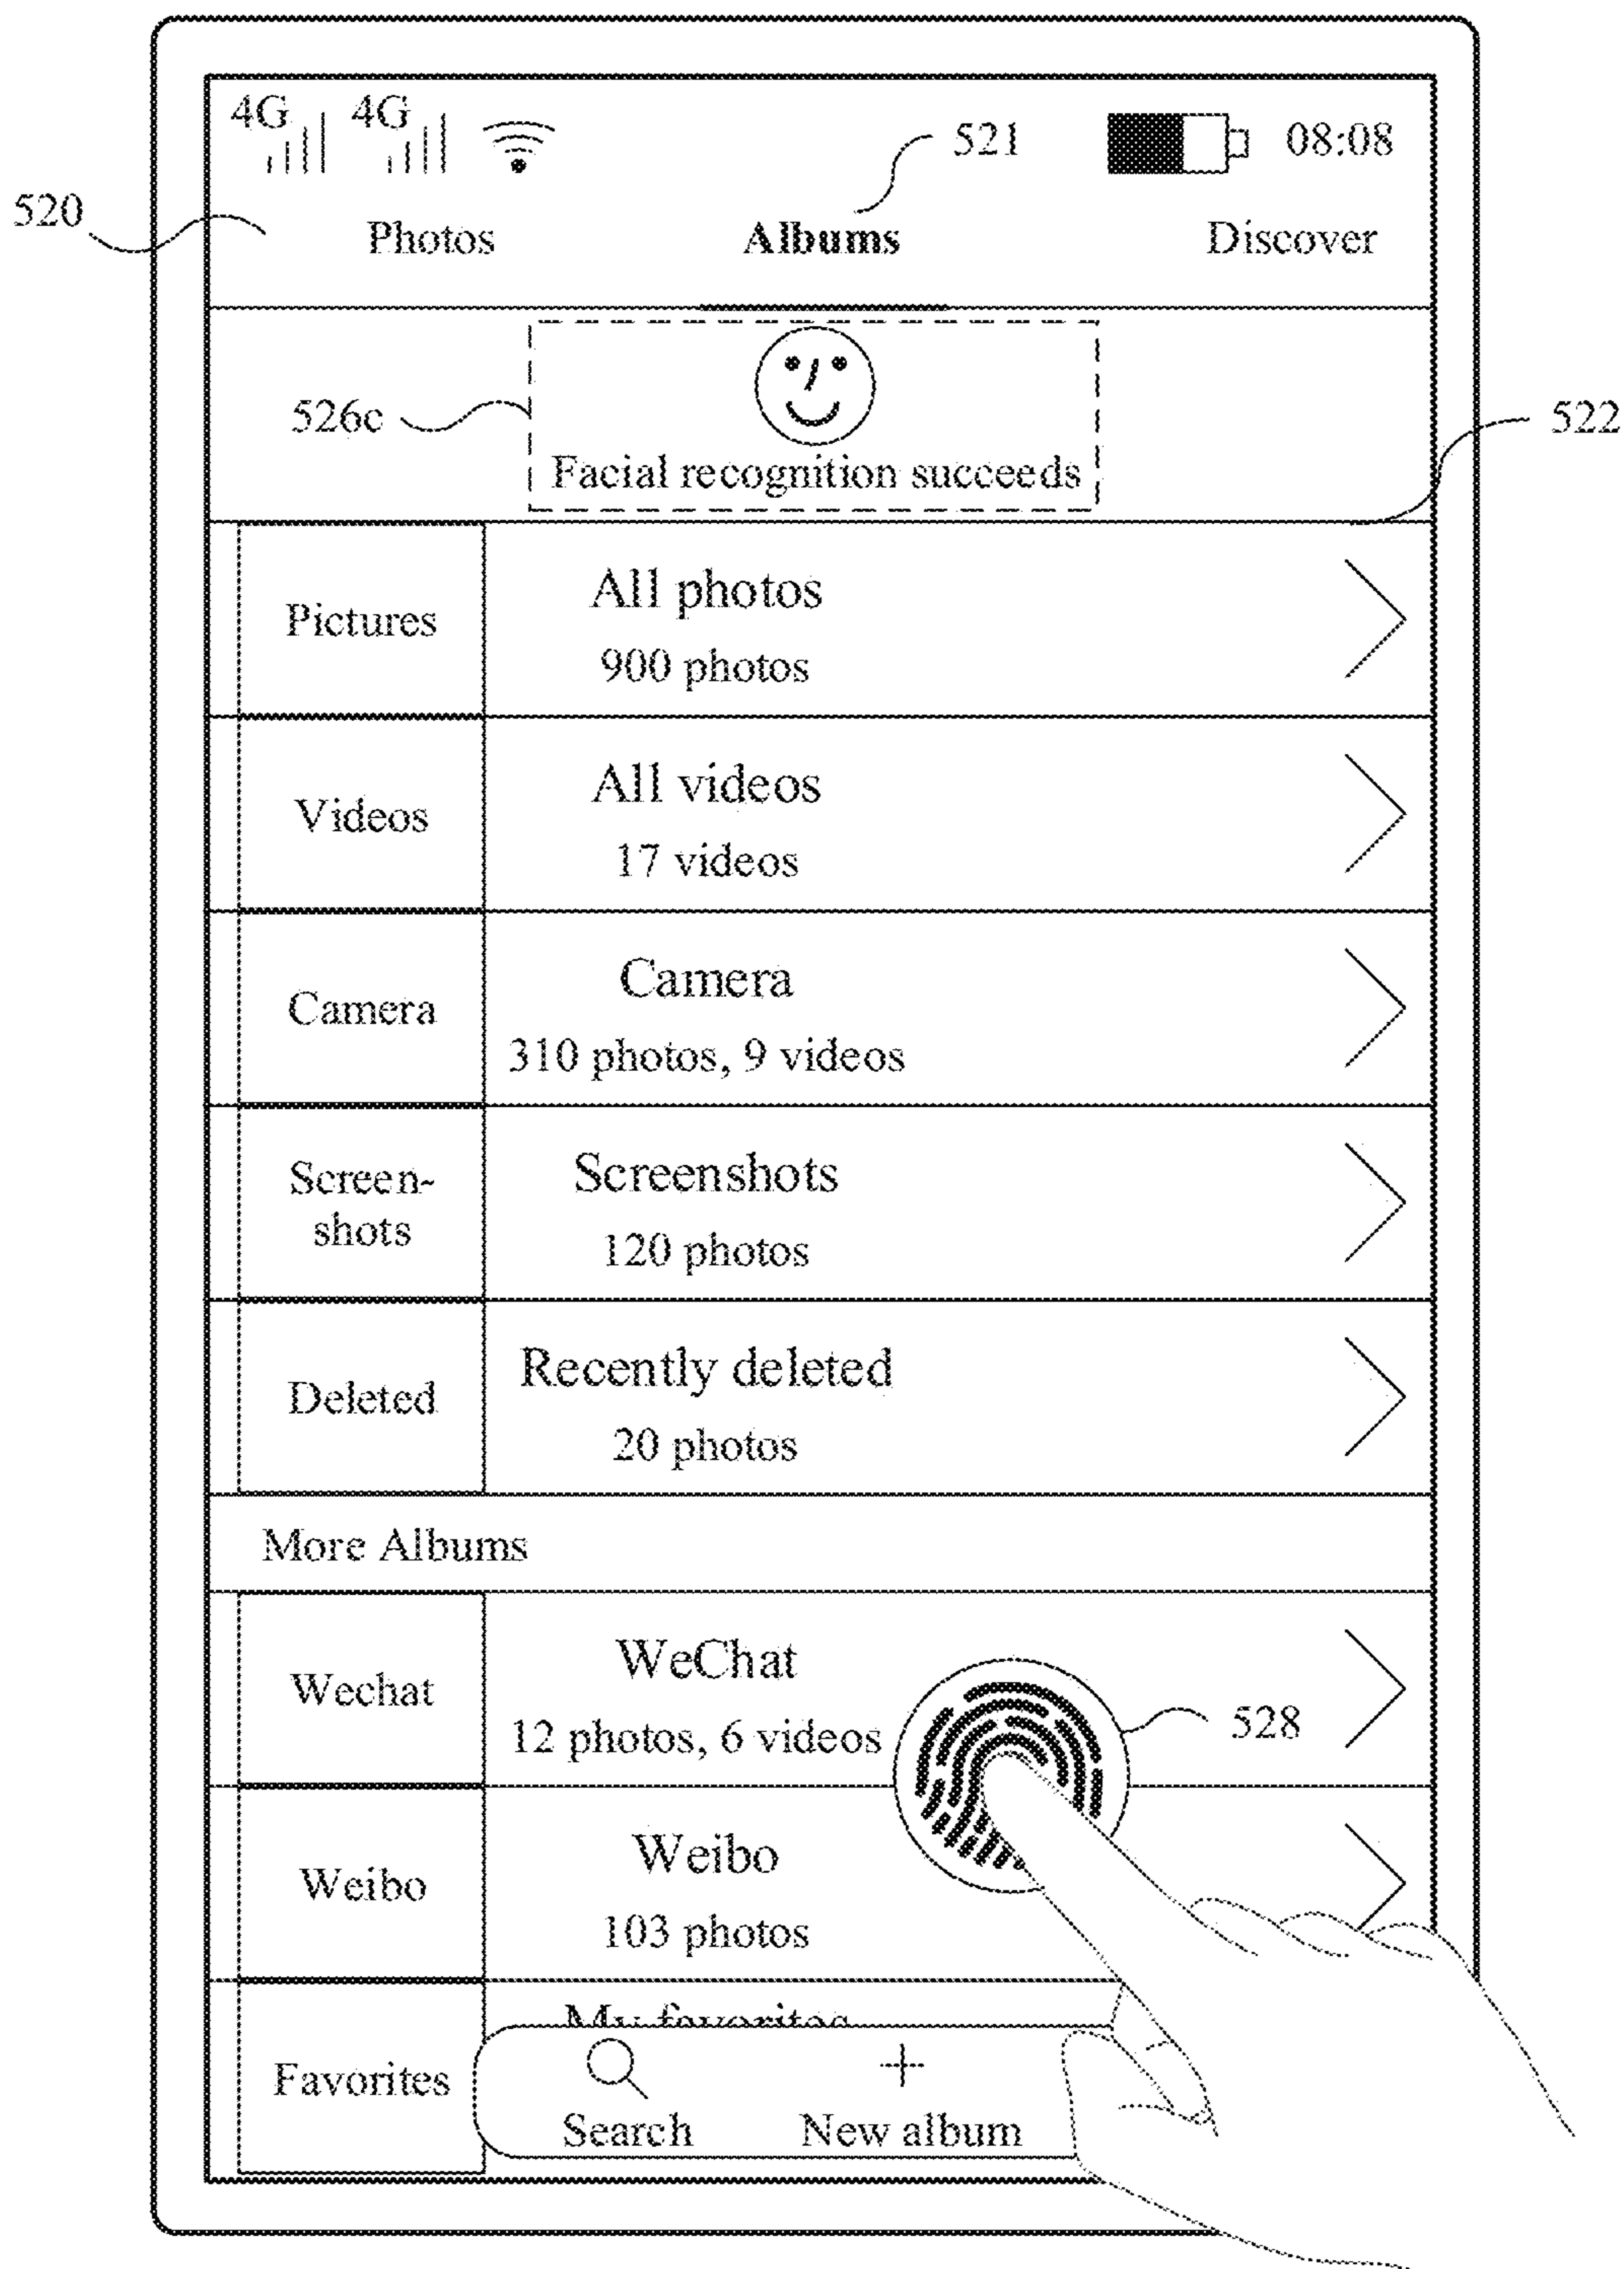 4G 4G 521 08:08
520
Photos Albums Discover
526c
522
Facial recognition succeeds
Pictures
All photos
900 photos
Videos
All videos
17 videos
Camera
Camera
310 photos, 9 videos
Screen-
shots
Screenshots
120 photos
Deleted
Recently deleted
20 photos
More Albums
Wechat
WeChat
12 photos, 6 videos
528
Weibo
Weibo
103 photos
Favorites
My favorites
Search
New album